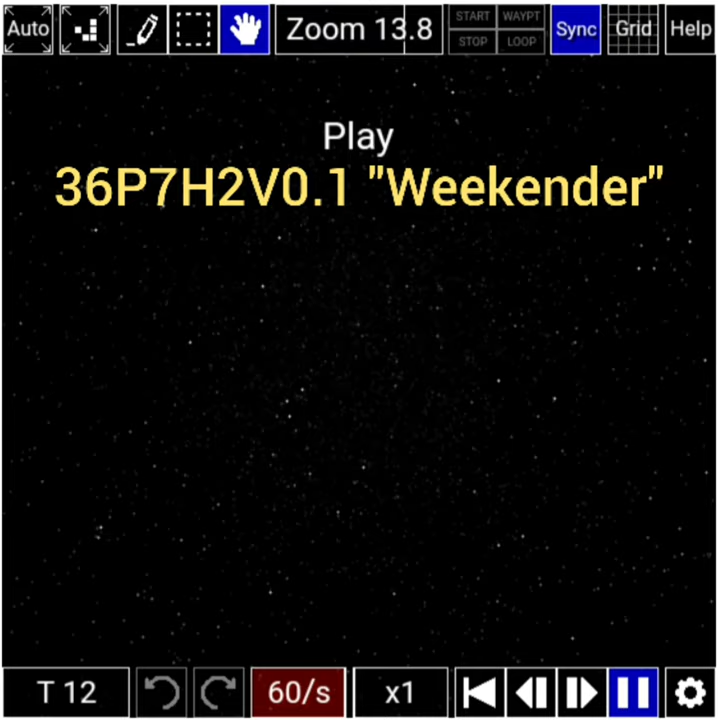 Auto Zoom 13.8 START WAYPT Sync Grid Help
STOP LOOP
Play
36P7H2V0.1 "Weekender"
T 12 60/s x1